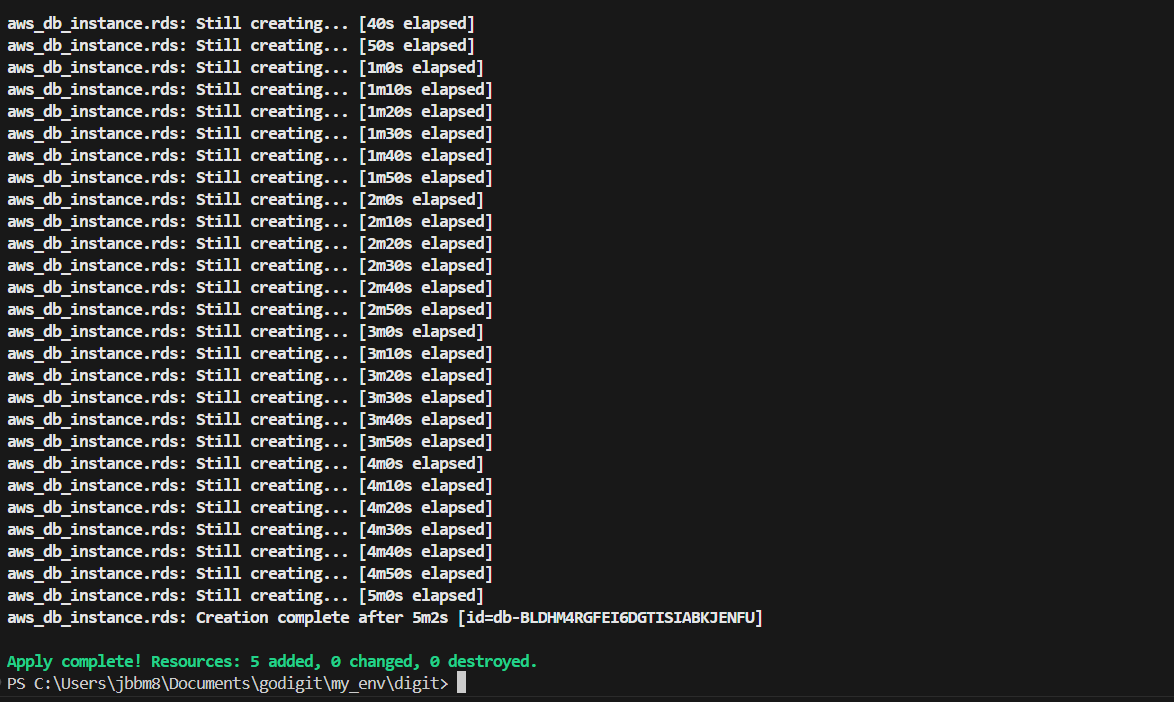 aws_db_instance.rds: Still creating... [40s elapsed]
aws_db_instance.rds: Still creating... [50s elapsed]
aws_db_instance.rds: Still creating... [1m0s elapsed]
aws_db_instance.rds: Still creating... [1m10s elapsed]
aws_db_instance.rds: Still creating... [1m20s elapsed]
aws_db_instance.rds: Still creating... [1m30s elapsed]
aws_db_instance.rds: Still creating... [1m40s elapsed]
aws_db_instance.rds: Still creating... [1m50s elapsed]
aws_db_instance.rds: Still creating... [2m0s elapsed]
aws_db_instance.rds: Still creating... [2m10s elapsed]
aws_db_instance.rds: Still creating... [2m20s elapsed]
aws_db_instance.rds: Still creating... [2m30s elapsed]
aws_db_instance.rds: Still creating... [2m40s elapsed]
aws_db_instance.rds: Still creating... [2m50s elapsed]
aws_db_instance.rds: Still creating... [3m0s elapsed]
aws_db_instance.rds: Still creating... [3m10s elapsed]
aws_db_instance.rds: Still creating... [3m20s elapsed]
aws_db_instance.rds: Still creating... [3m30s elapsed]
aws_db_instance.rds: Still creating... [3m40s elapsed]
aws_db_instance.rds: Still creating... [3m50s elapsed]
aws_db_instance.rds: Still creating... [4m0s elapsed]
aws_db_instance.rds: Still creating... [4m10s elapsed]
aws_db_instance.rds: Still creating... [4m20s elapsed]
aws_db_instance.rds: Still creating... [4m30s elapsed]
aws_db_instance.rds: Still creating... [4m40s elapsed]
aws_db_instance.rds: Still creating... [4m50s elapsed]
aws_db_instance.rds: Still creating... [5m0s elapsed]
aws_db_instance.rds: Creation complete after 5m2s [id=db-BLDHM4RGFEI6DGTISIABKJENFU]
Apply complete! Resources: 5 added, 0 changed, 0 destroyed.
PS C:\Users\jbbm8\Documents\godigit\my_env\digit>